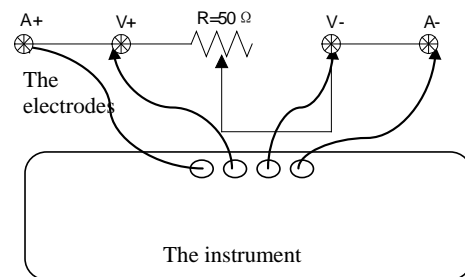 A+ V+ R=50 Ω V- A-
The
electrodes
The instrument